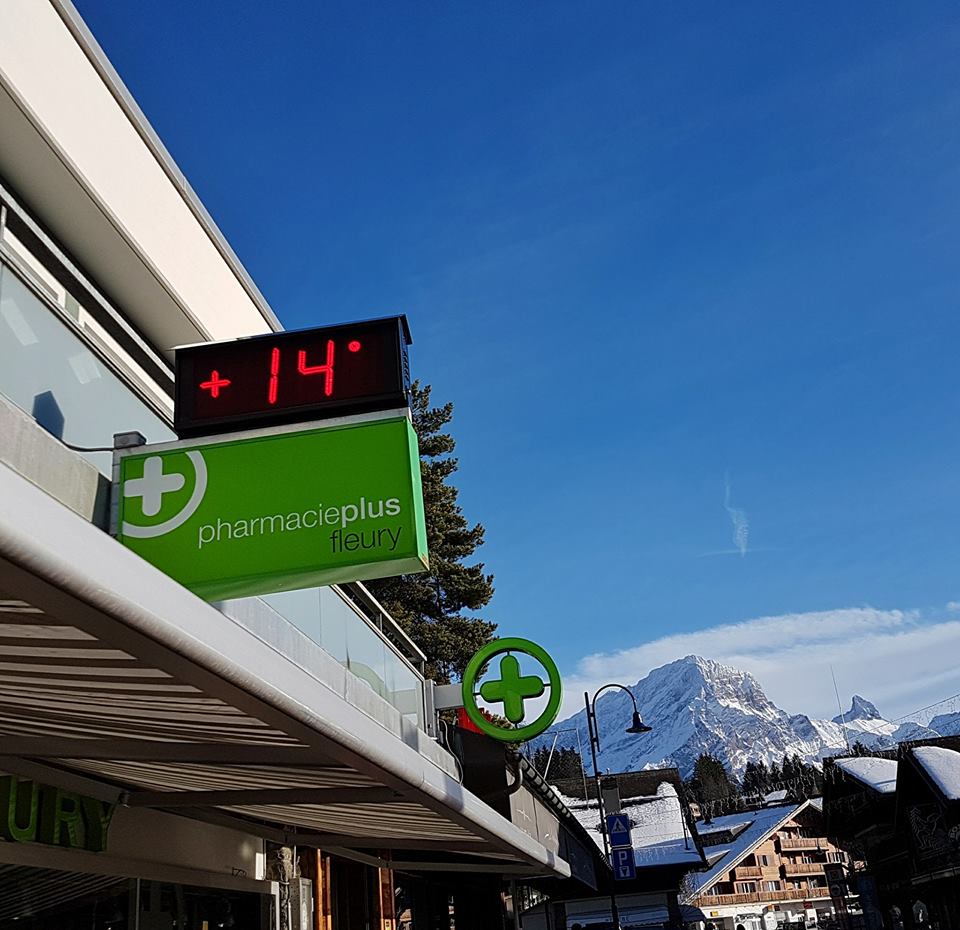 + 14°
pharmacieplus
fleury
URY
P